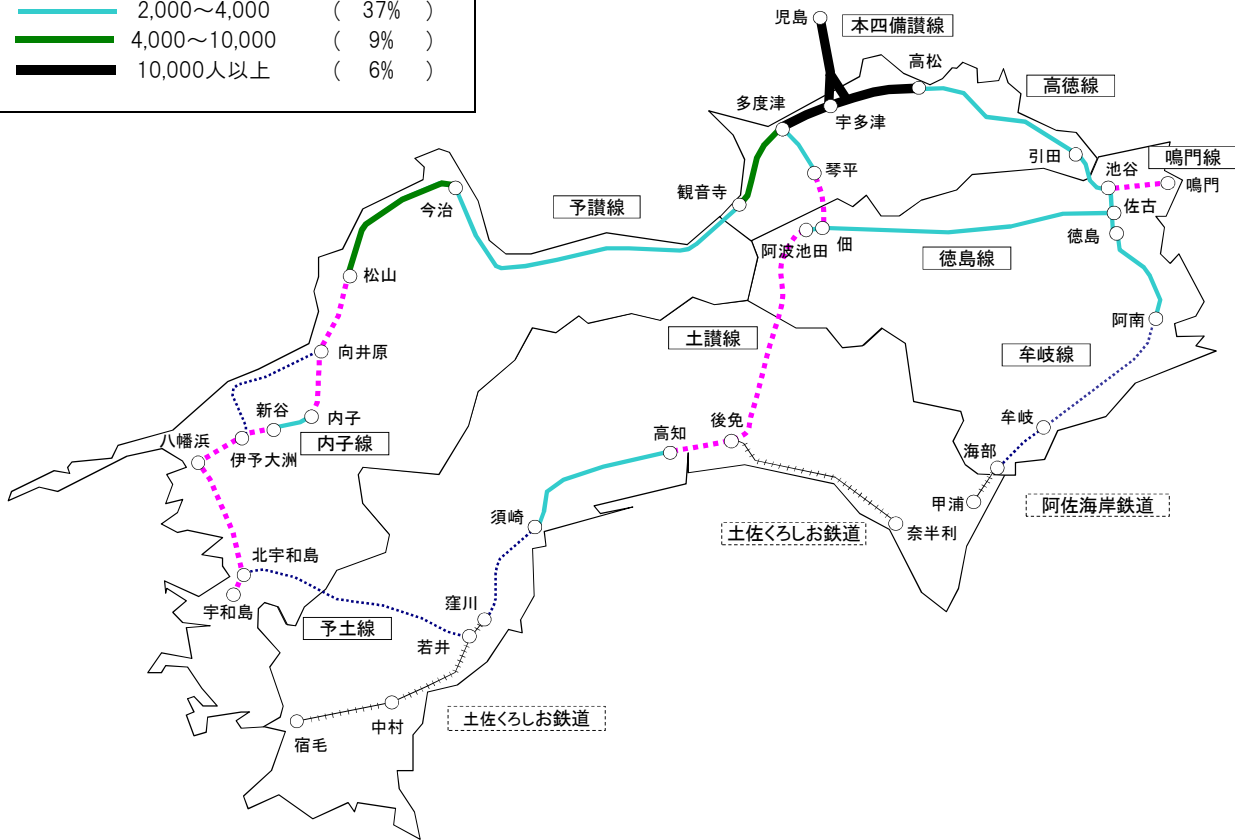 2,000～4,000 ( 37% )
4,000～10,000 ( 9% )
10,000人以上 ( 6% )
児島
本四備讃線
高松
多度津
宇多津
高徳線
引田
池谷
鳴門線
鳴門
琴平
観音寺
今治
予讃線
佐古
徳島
阿波池田
佃
徳島線
松山
阿南
土讃線
牟岐線
向井原
新谷
内子
内子線
八幡浜
伊予大洲
高知
後免
牟岐
海部
甲浦
阿佐海岸鉄道
須崎
土佐くろしお鉄道
奈半利
北宇和島
宇和島
窪川
予土線
若井
中村
土佐くろしお鉄道
宿毛